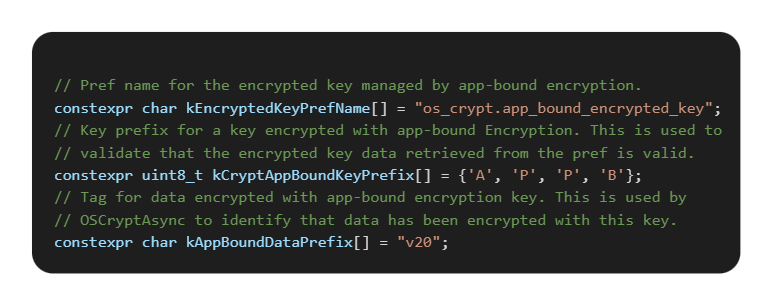 // Pref name for the encrypted key managed by app-bound encryption.
constexpr char kEncryptedKeyPrefName[] = "os_crypt.app_bound_encrypted_key";
// Key prefix for a key encrypted with app-bound Encryption. This is used to
// validate that the encrypted key data retrieved from the pref is valid.
constexpr uint8_t kCryptAppBoundKeyPrefix[] = {'A', 'P', 'P', 'B'};
// Tag for data encrypted with app-bound encryption key. This is used by
// OSCryptAsync to identify that data has been encrypted with this key.
constexpr char kAppBoundDataPrefix[] = "v20";